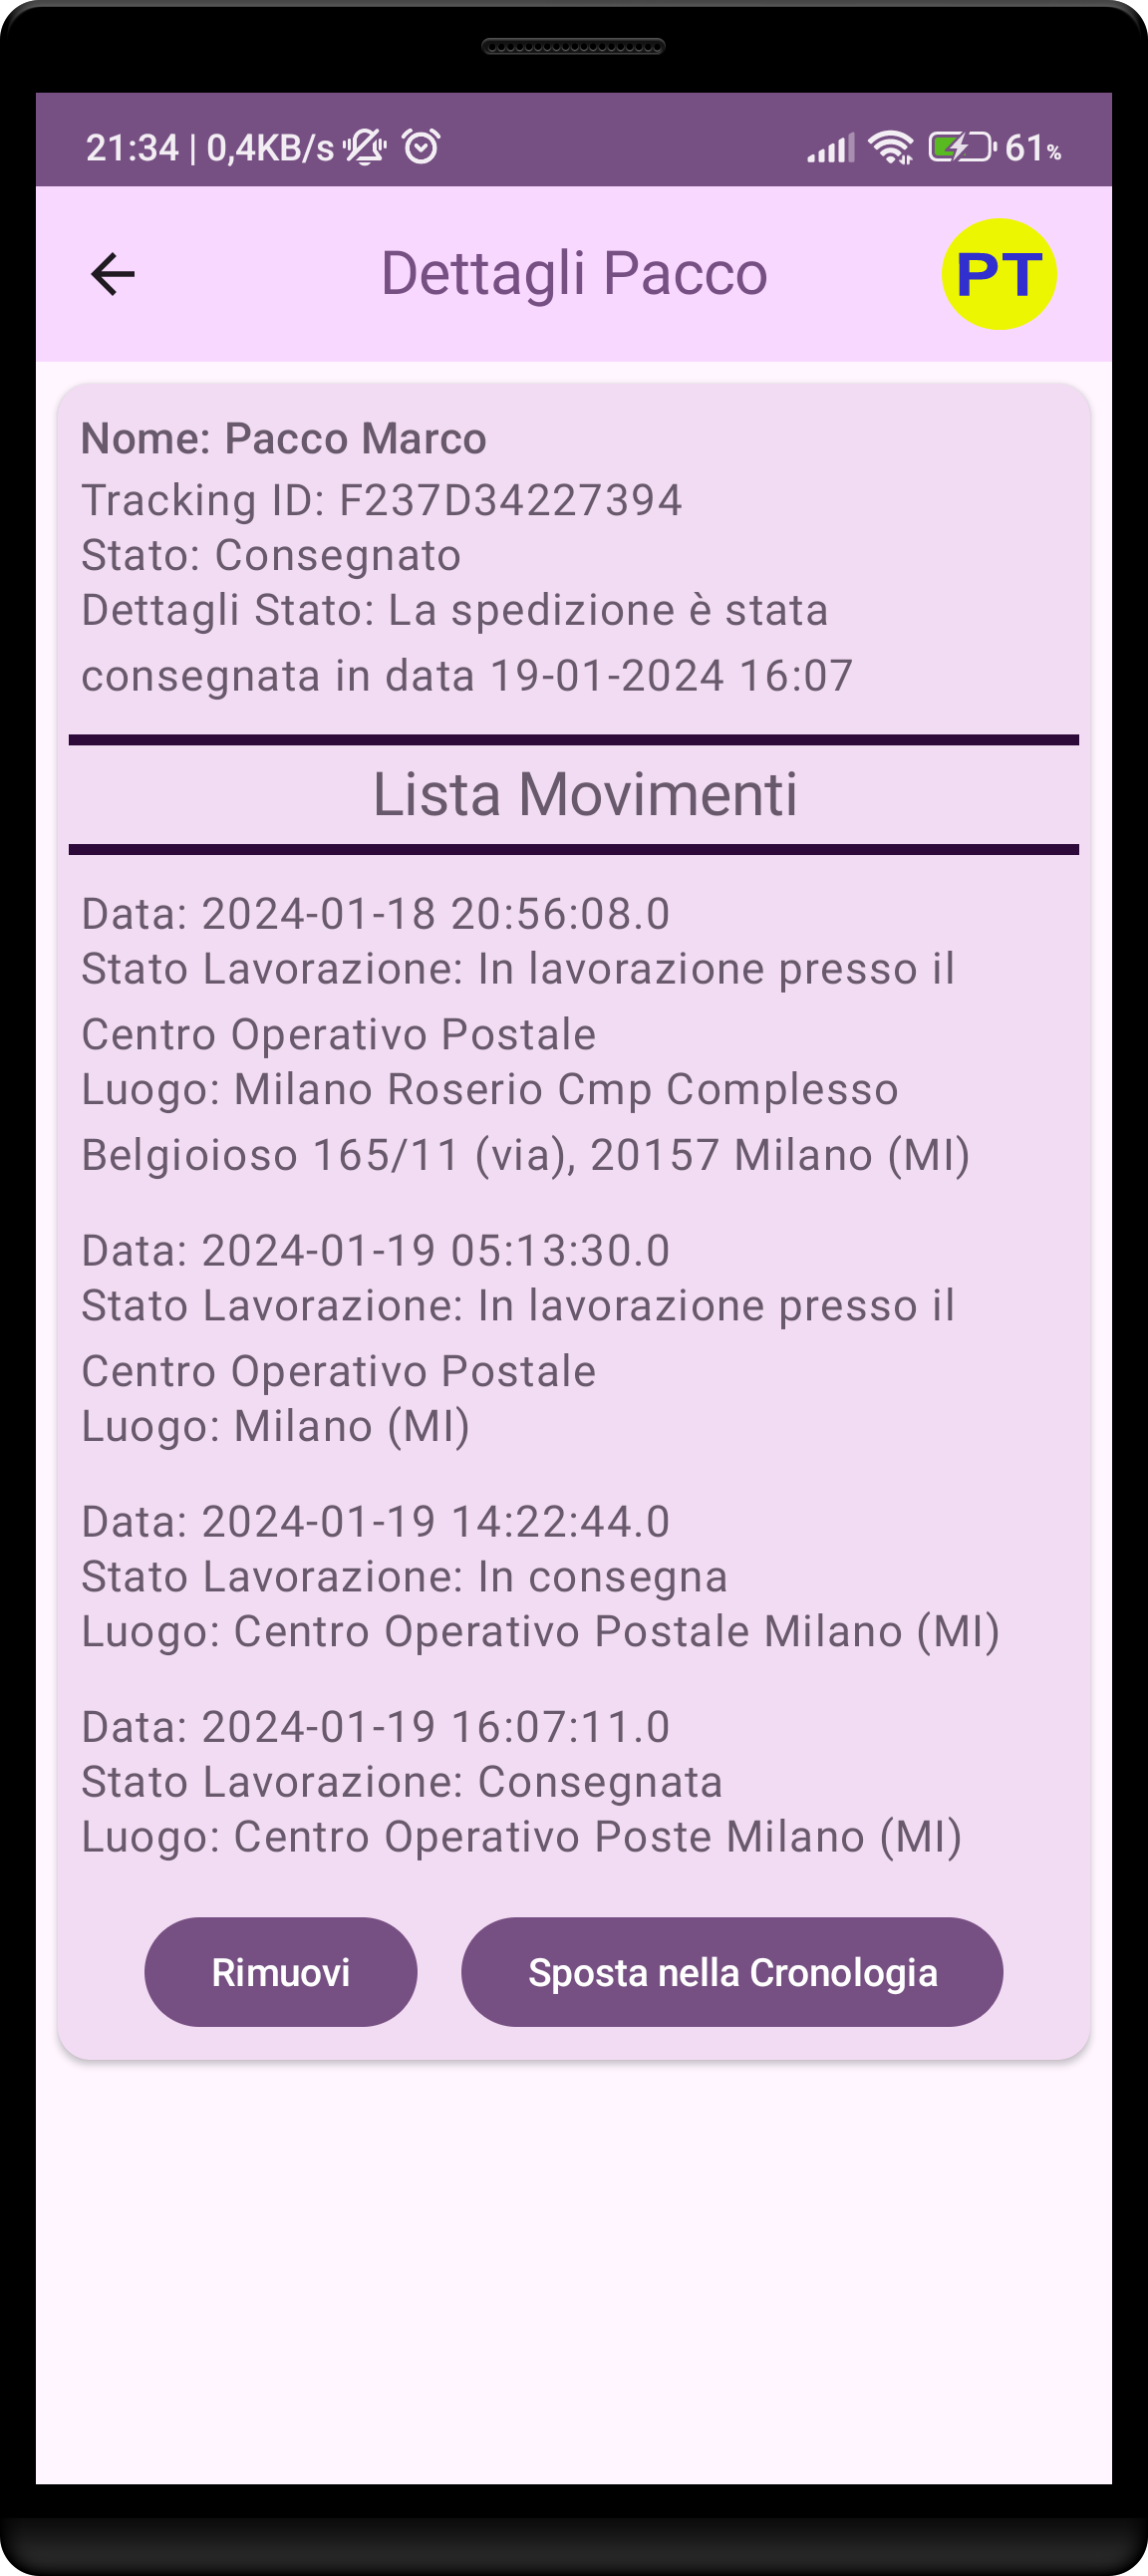 21:34 | 0,4KB/s 61%
Dettagli Pacco PT
Nome: Pacco Marco
Tracking ID: F237D34227394
Stato: Consegnato
Dettagli Stato: La spedizione è stata
consegnata in data 19-01-2024 16:07
Lista Movimenti
Data: 2024-01-18 20:56:08.0
Stato Lavorazione: In lavorazione presso il
Centro Operativo Postale
Luogo: Milano Roserio Cmp Complesso
Belgioioso 165/11 (via), 20157 Milano (MI)
Data: 2024-01-19 05:13:30.0
Stato Lavorazione: In lavorazione presso il
Centro Operativo Postale
Luogo: Milano (MI)
Data: 2024-01-19 14:22:44.0
Stato Lavorazione: In consegna
Luogo: Centro Operativo Postale Milano (MI)
Data: 2024-01-19 16:07:11.0
Stato Lavorazione: Consegnata
Luogo: Centro Operativo Poste Milano (MI)
Rimuovi Sposta nella Cronologia